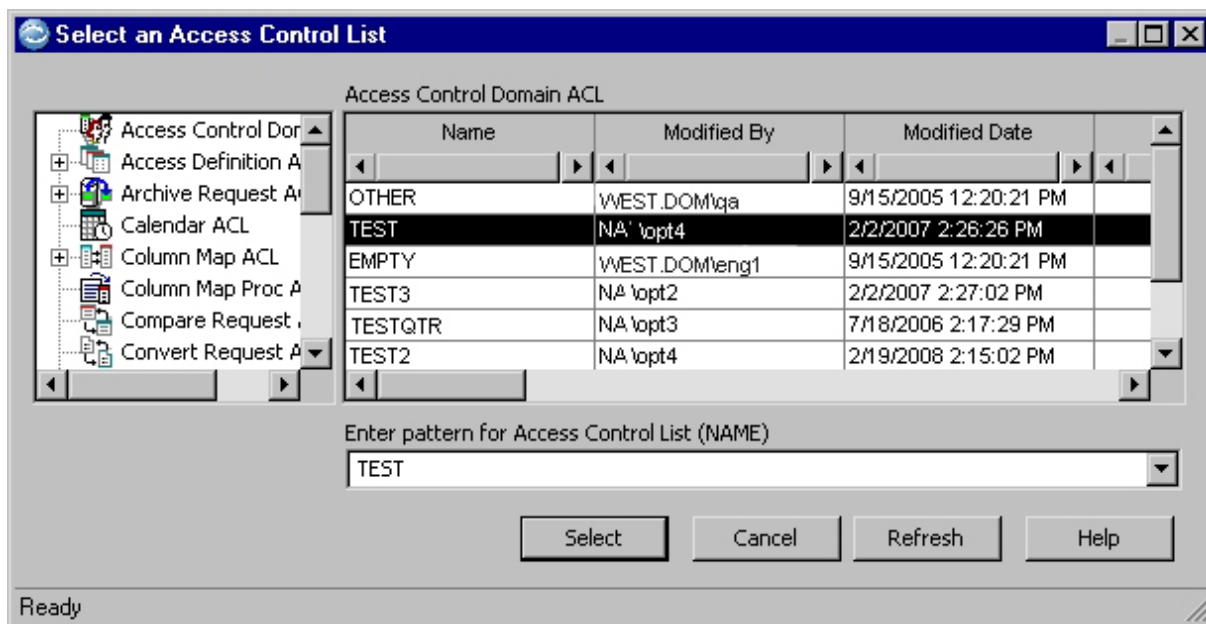 Select an Access Control List
Access Control Domain ACL
Access Control Dor
Access Definition A
Archive Request A
Calendar ACL
Column Map ACL
Column Map Proc A
Compare Request
Convert Request A
Name Modified By Modified Date
OTHER WEST.DOM\qa 9/15/2005 12:20:21 PM
TEST NA \opt4 2/2/2007 2:26:26 PM
EMPTY WEST.DOM\eng1 9/15/2005 12:20:21 PM
TEST3 NA \opt2 2/2/2007 2:27:02 PM
TESTQTR NA \opt3 7/18/2006 2:17:29 PM
TEST2 NA \opt4 2/19/2008 2:15:02 PM
Enter pattern for Access Control List (NAME)
TEST
Select Cancel Refresh Help
Ready